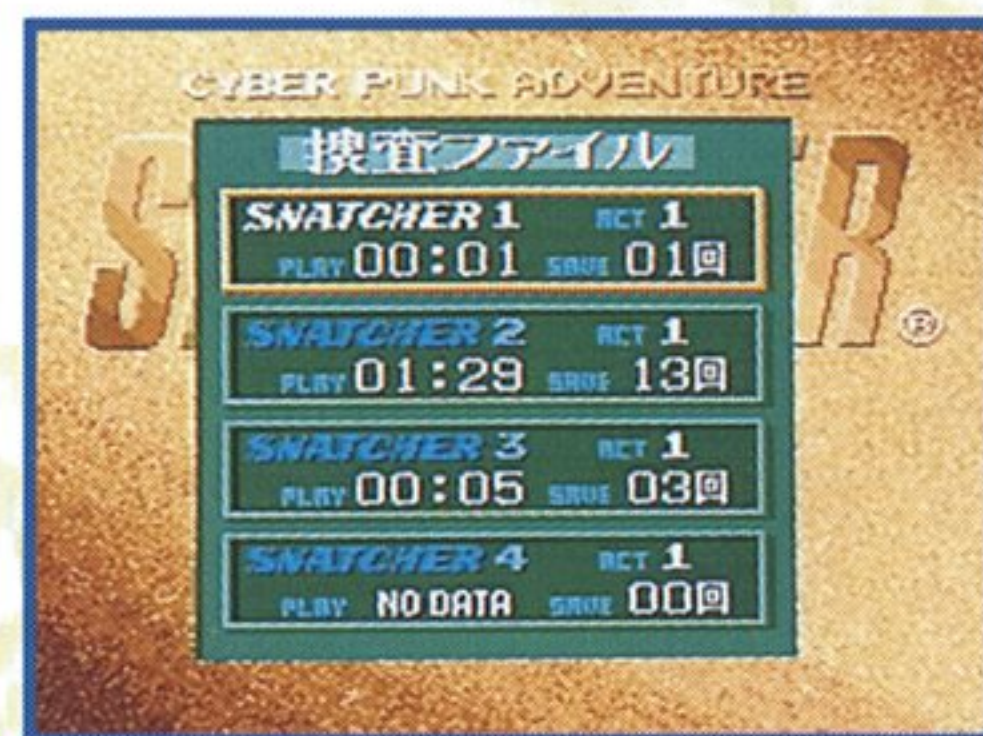 CYBER PUNK ADVENTURE
捜査ファイル
SNATCHER 1 ACT 1
PLAY 00:01 SAVE 01回
SNATCHER 2 ACT 1
PLAY 01:29 SAVE 13回
SNATCHER 3 ACT 1
PLAY 00:05 SAVE 03回
SNATCHER 4 ACT 1
PLAY NO DATA SAVE 00回
®